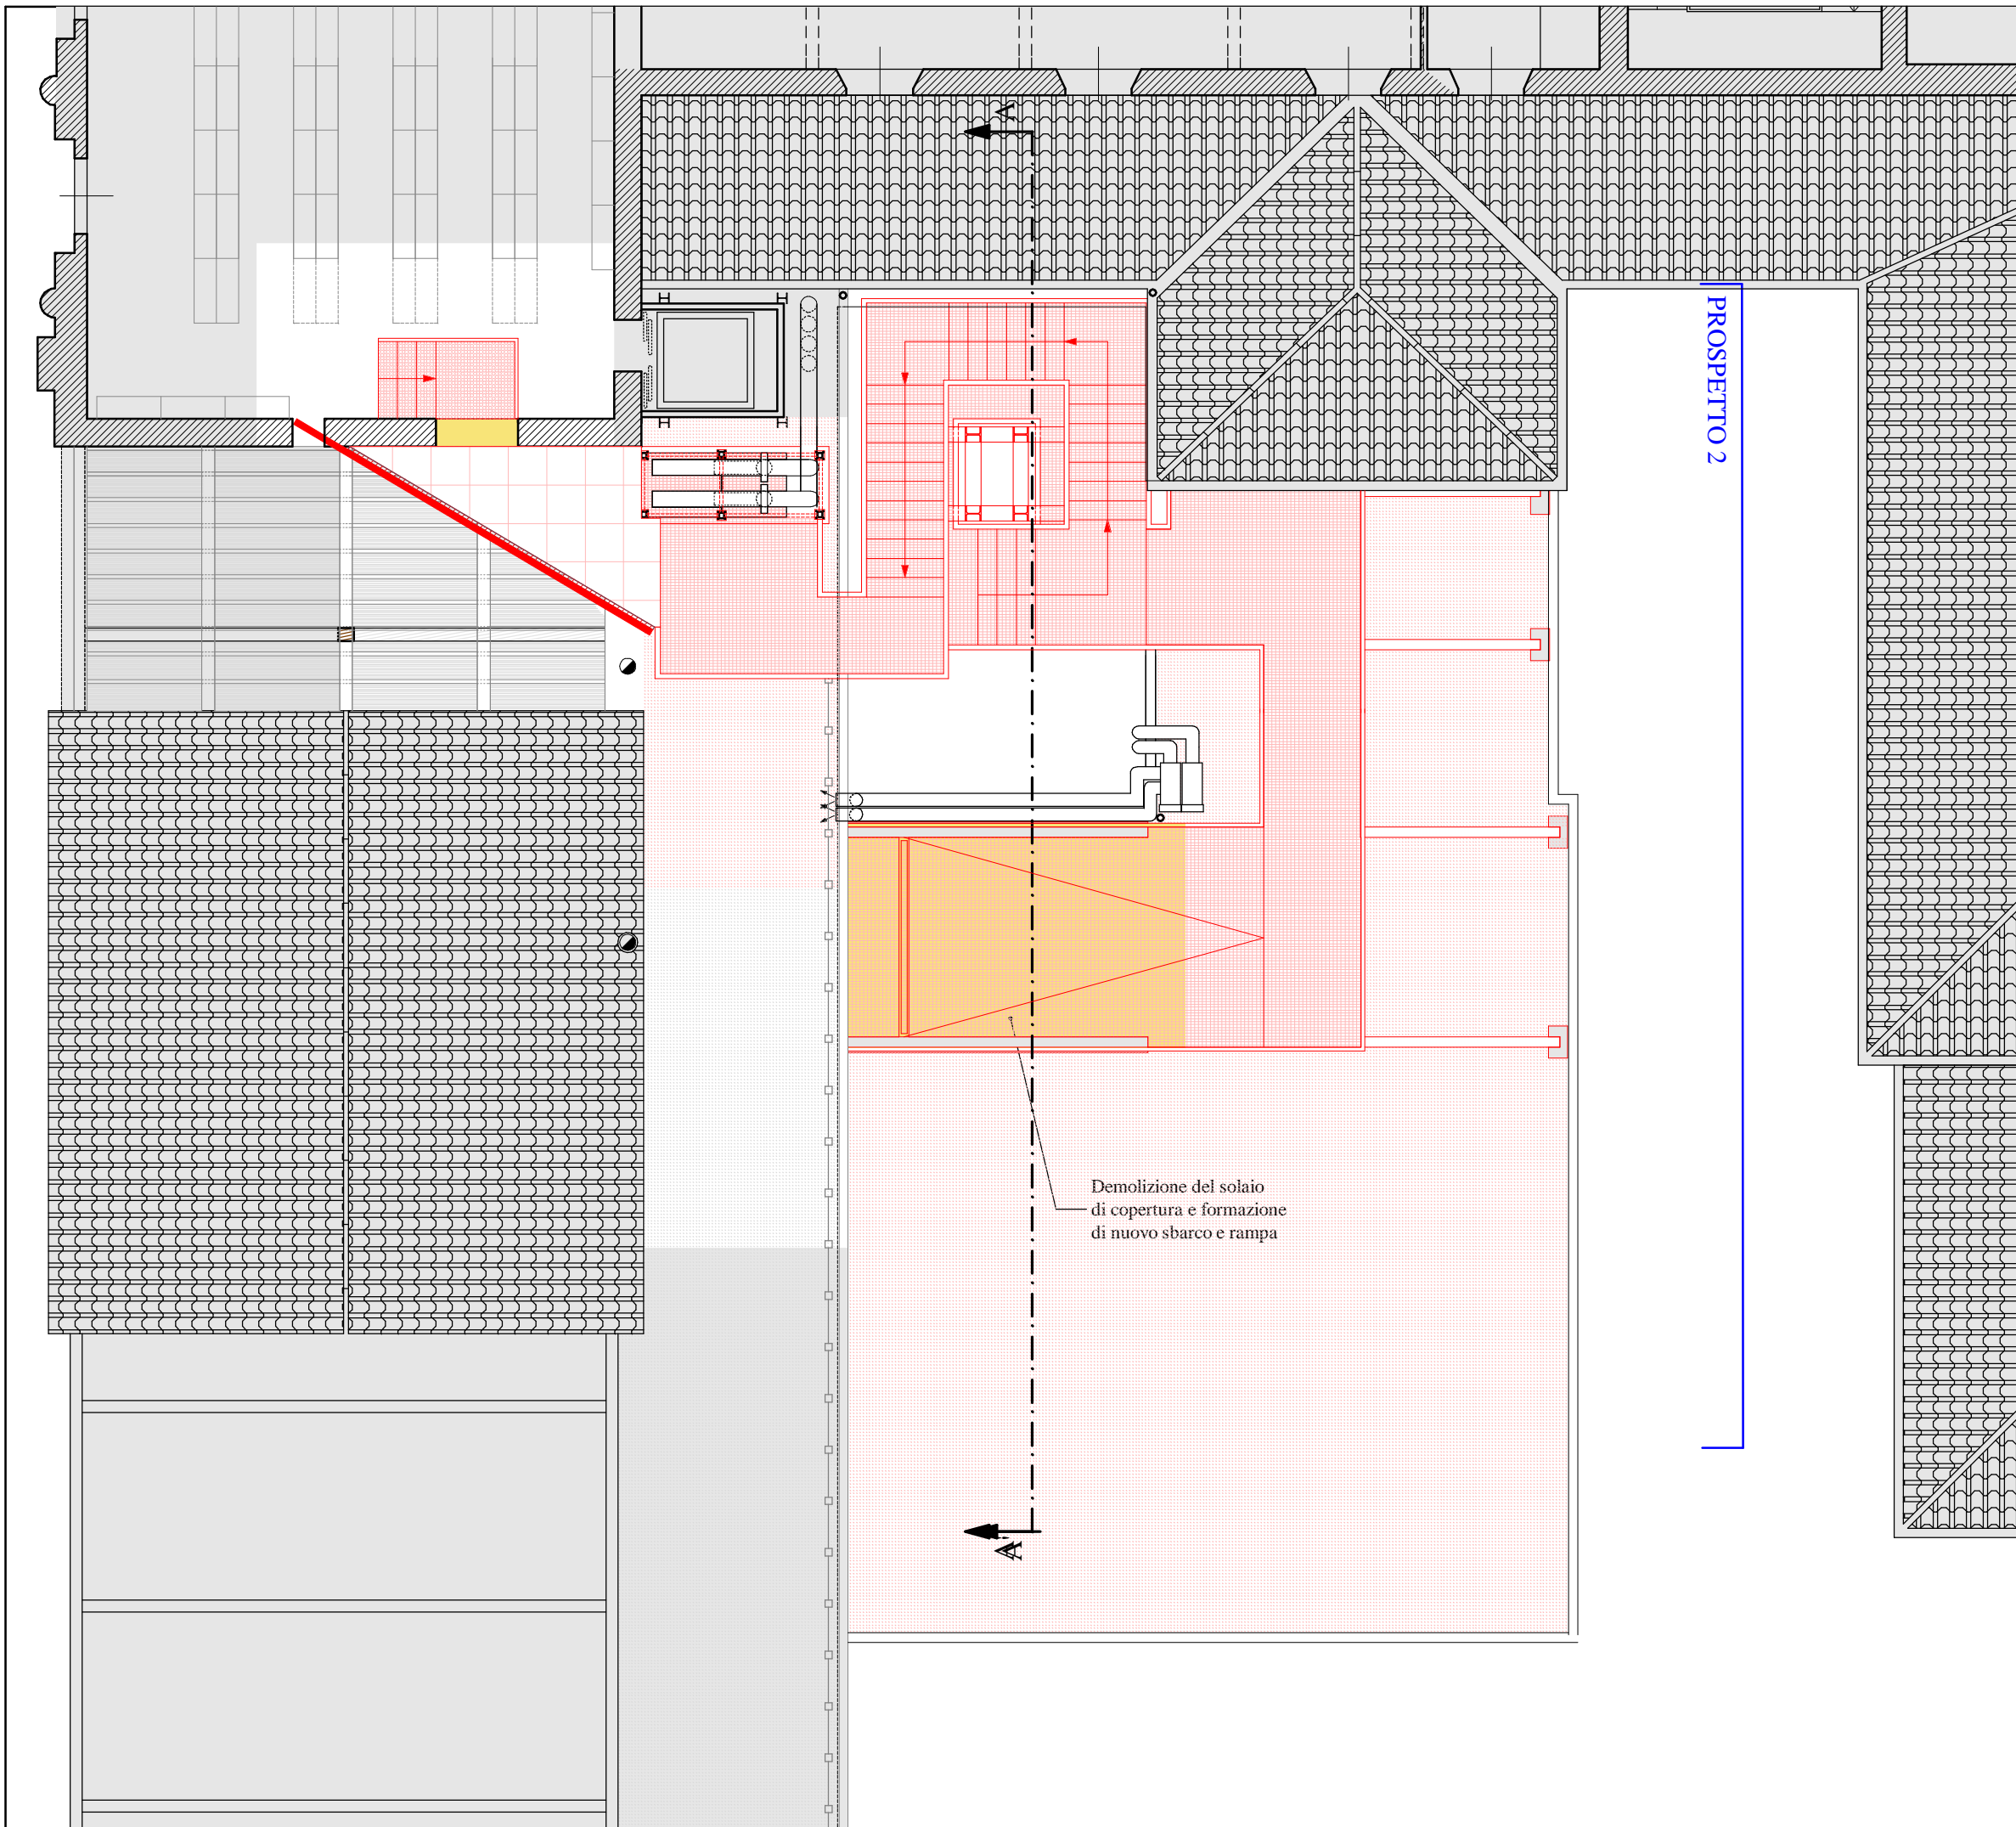 A
PROSPETTO 2
Demolizione del solaio
di copertura e formazione
di nuovo sbarco e rampa
A'